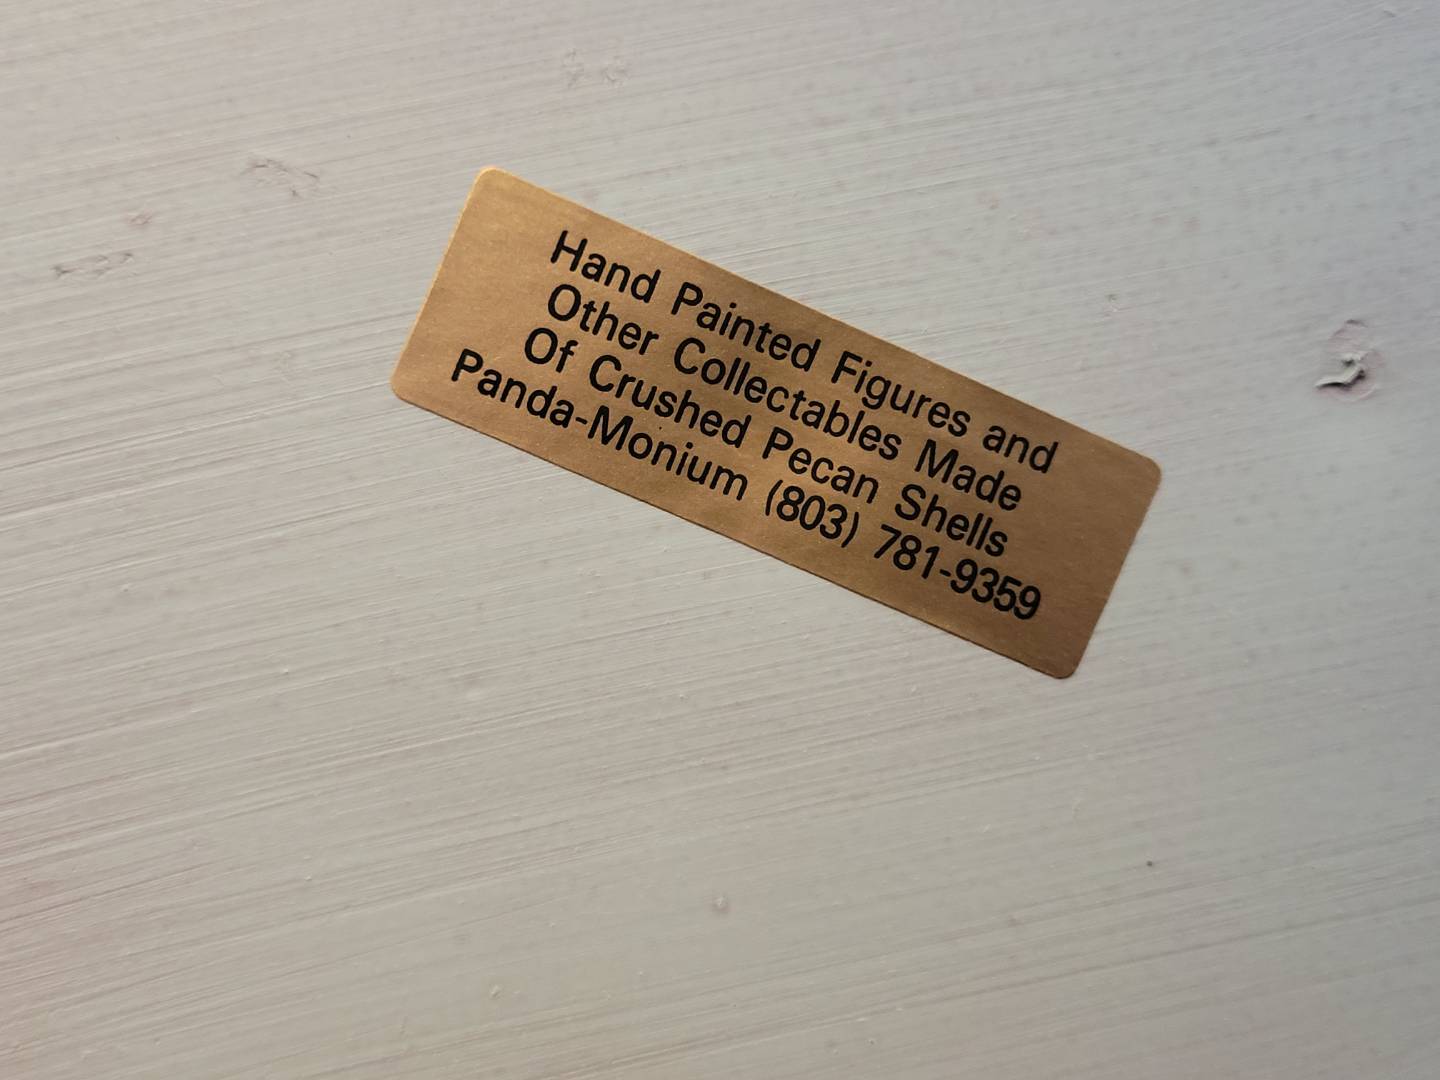 Hand Painted Figures and
Other Collectables Made
Of Crushed Pecan Shells
Panda-Monium (803) 781-9359